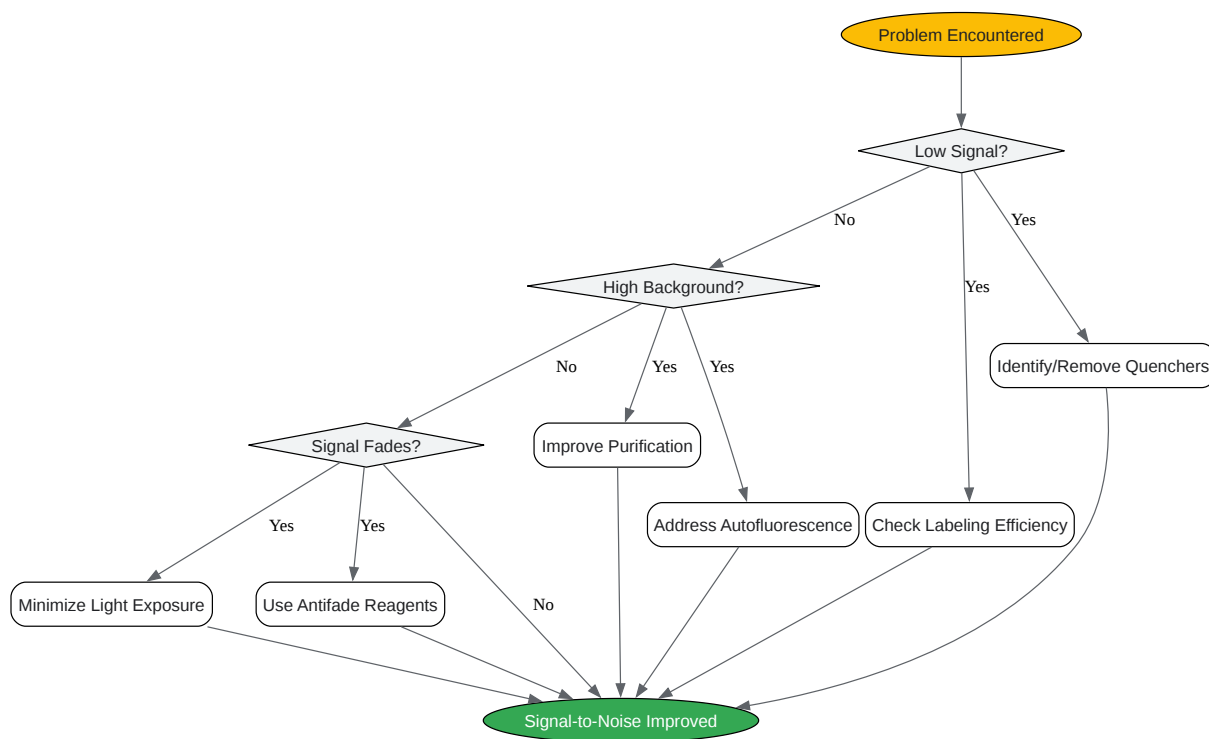 Problem Encountered
Low Signal?
No
Yes
Yes
High Background?
Identify/Remove Quenchers
No
Yes
Yes
Signal Fades?
Improve Purification
Address Autofluorescence
Check Labeling Efficiency
Yes
Yes
No
Minimize Light Exposure
Use Antifade Reagents
Signal-to-Noise Improved